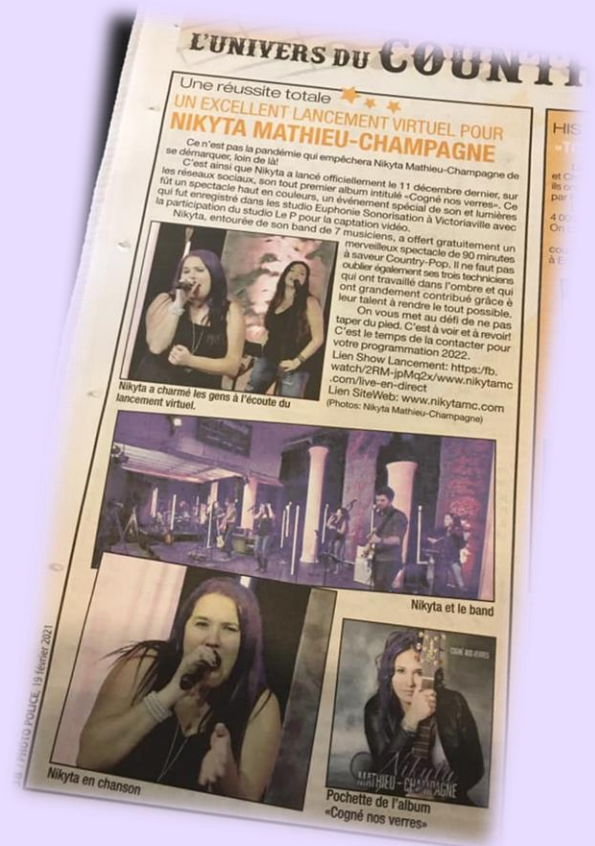 L'UNIVERS DU COUNT
Une réussite totale
UN EXCELLENT LANCEMENT VIRTUEL POUR
NIKYTA MATHIEU-CHAMPAGNE
Ce n'est pas la pandémie qui empêchera Nikyta Mathieu-Champagne de
se démarquer, loin de là!
C'est ainsi que Nikyta a lancé officiellement le 11 décembre dernier, sur
les réseaux sociaux, son tout premier album intitulé «Cogné nos verres». Ce
fût un spectacle haut en couleurs, un événement spécial de son et lumières
qui fut enregistré dans les studio Euphonie Sonorisation à Victoriaville avec
la participation du studio Le P pour la captation vidéo.
Nikyta, entourée de son band de 7 musiciens, a offert gratuitement un
merveilleux spectacle de 90 minutes
à saveur Country-Pop. Il ne faut pas
oublier également ses trois techniciens
qui ont travaillé dans l'ombre et qui
ont grandement contribué grâce è
leur talent à rendre le tout possible.
On vous met au défi de ne pas
taper du pied. C'est à voir et à revoir!
C'est le temps de la contacter pour
votre programmation 2022.
Lien Show Lancement: https:/fb.
watch/2RM-jpMq2x/www.nikytamc
.com/live-en-direct
Lien SiteWeb: www.nikytamc.com
(Photos: Nikyta Mathieu-Champagne)
Nikyta a charmé les gens à l'écoute du
lancement virtuel.
Nikyta et le band
Nikyta en chanson
COGNÉ NOS VERRES
Nikyta
MATHIEU-CHAMPAGNE
Pochette de l'album
«Cogné nos verres»
/ PHOTO POLICE, 19 février 2021
HIS